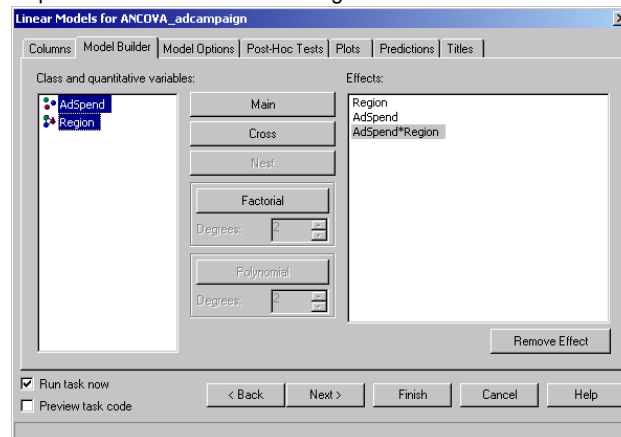 Linear Models for ANCOVA_adcampaign
Columns Model Builder Model Options Post-Hoc Tests Plots Predictions Titles
Class and quantitative variables:
Effects:
AdSpend
Region
Main
Cross
Nest
Factorial
Degrees: 2
Polynomial
Degrees: 2
Region
AdSpend
AdSpend*Region
Remove Effect
Run task now
Preview task code
< Back Next > Finish Cancel Help